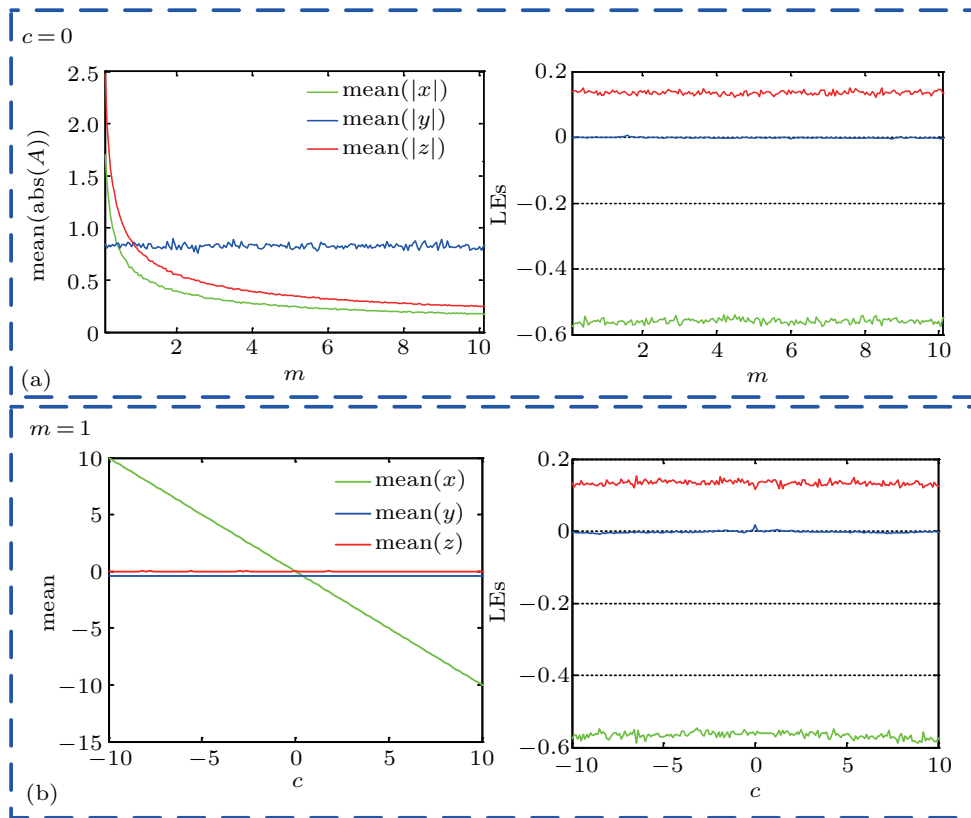 c = 0
2.5
2.0
1.5
1.0
0.5
0
mean(abs(A))
mean(|x|)
mean(|y|)
mean(|z|)
2
4
6
8
10
m
0.2
0
−0.2
−0.4
−0.6
LEs
2
4
6
8
10
m
(a)
m = 1
10
5
0
−5
−10
−15
mean
mean(x)
mean(y)
mean(z)
−10
−5
0
5
10
c
0.2
0
−0.2
−0.4
−0.6
LEs
−10
−5
0
5
10
c
(b)